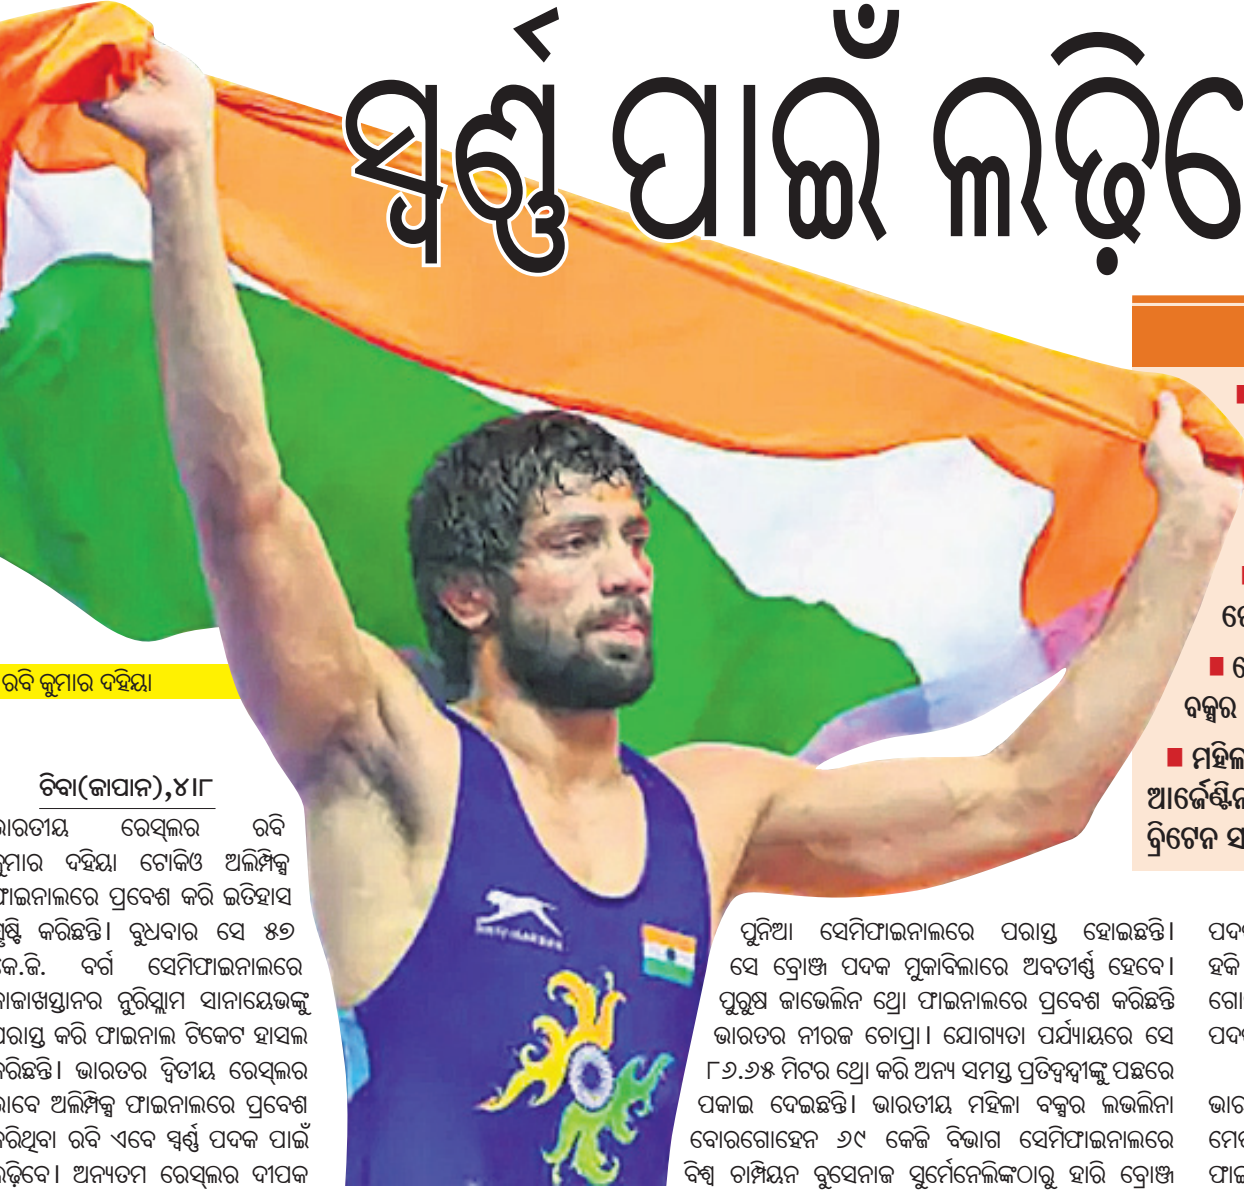 ସ୍ୱର୍ଣ୍ଣ ପାଇଁ
ରବି କୁମାର ଦହିୟା
ଚିବା(ଜାପାନ),୪।୮
ଭାରତୀୟ ରେସ୍‌ଲର ରବି
କୁମାର ଦହିୟା ଟୋକିଓ ଅଲିମ୍ପିକ୍ସ
ଫାଇନାଲରେ ପ୍ରବେଶ କରି ଇତିହାସ
ସୃଷ୍ଟି କରିଛନ୍ତି। ବୁଧବାର ସେ ୫୭
କେ.ଜି. ବର୍ଗ ସେମିଫାଇନାଲରେ
କାଜାଖସ୍ତାନର ନୁରିସ୍ଲାମ ସାନାୟେଭଙ୍କୁ
ପରାସ୍ତ କରି ଫାଇନାଲ ଟିକେଟ ହାସଲ
କରିଛନ୍ତି। ଭାରତର ଦ୍ୱିତୀୟ ରେସ୍‌ଲର
ଭାବେ ଅଲିମ୍ପିକ୍ସ ଫାଇନାଲରେ ପ୍ରବେଶ
କରିଥିବା ରବି ଏବେ ସ୍ୱର୍ଣ୍ଣ ପଦକ ପାଇଁ
ଲଢ଼ିବେ। ଅନ୍ୟତମ ରେସ୍‌ଲର ଦୀପକ
ପୁନିଆ ସେମିଫାଇନାଲରେ ପରାସ୍ତ ହୋଇଛନ୍ତି।
ସେ ବ୍ରୋଞ୍ଜ ପଦକ ମୁକାବିଲାରେ ଅବତୀର୍ଣ୍ଣ ହେବେ।
ପୁରୁଷ ଜାଭେଲିନ ଥ୍ରୋ ଫାଇନାଲରେ ପ୍ରବେଶ କରିଛନ୍ତି
ଭାରତର ନୀରଜ ଚୋପ୍ରା। ଯୋଗ୍ୟତା ପର୍ଯ୍ୟାୟରେ ସେ
୮୬.୬୫ ମିଟର ଥ୍ରୋ କରି ଅନ୍ୟ ସମସ୍ତ ପ୍ରତିଦ୍ୱନ୍ଦ୍ୱୀଙ୍କୁ ପଛରେ
ପକାଇ ଦେଇଛନ୍ତି। ଭାରତୀୟ ମହିଳା ବକ୍ସର ଲଭଲିନା
ବୋରଗୋହେନ ୬୯ କେଜି ବିଭାଗ ସେମିଫାଇନାଲରେ
ବିଶ୍ୱ ଚାମ୍ପିୟନ ବୁସେନାଜ ସୁର୍ମେନେଲିଙ୍କଠାରୁ ହାରି ବ୍ରୋଞ୍ଜ
ବକ୍ସର
ବ୍ରିଟେନ
ହକି